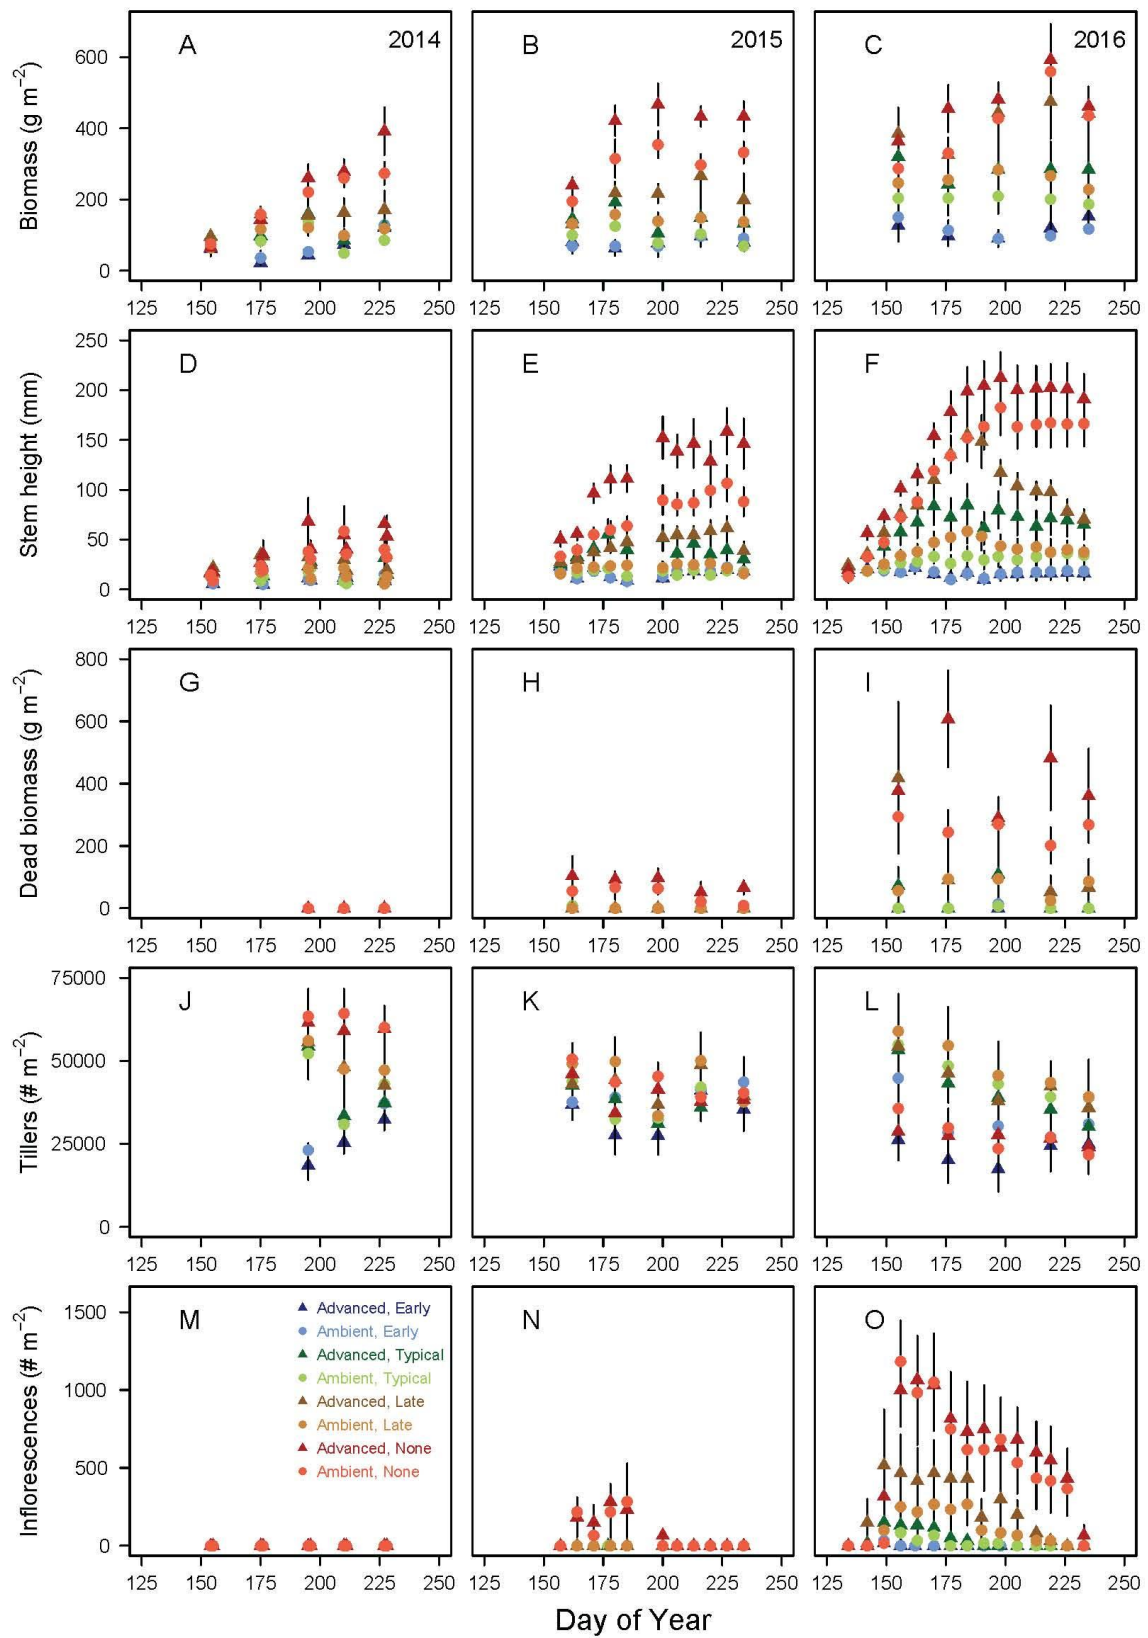 A
2014
B
2015
C
2016
Biomass (g m−2)
600
400
200
0
125 150 175 200 225 250
125 150 175 200 225 250
125 150 175 200 225 250
D
E
F
Stem height (mm)
250
200
150
100
50
0
125 150 175 200 225 250
125 150 175 200 225 250
125 150 175 200 225 250
G
H
I
Dead biomass (g m−2)
800
600
400
200
0
125 150 175 200 225 250
125 150 175 200 225 250
125 150 175 200 225 250
J
K
L
Tillers (# m−2)
75000
50000
25000
0
125 150 175 200 225 250
125 150 175 200 225 250
125 150 175 200 225 250
M
N
O
Inflorescences (# m−2)
1500
1000
500
0
Advanced, Early
Ambient, Early
Advanced, Typical
Ambient, Typical
Advanced, Late
Ambient, Late
Advanced, None
Ambient, None
125 150 175 200 225 250
125 150 175 200 225 250
125 150 175 200 225 250
Day of Year